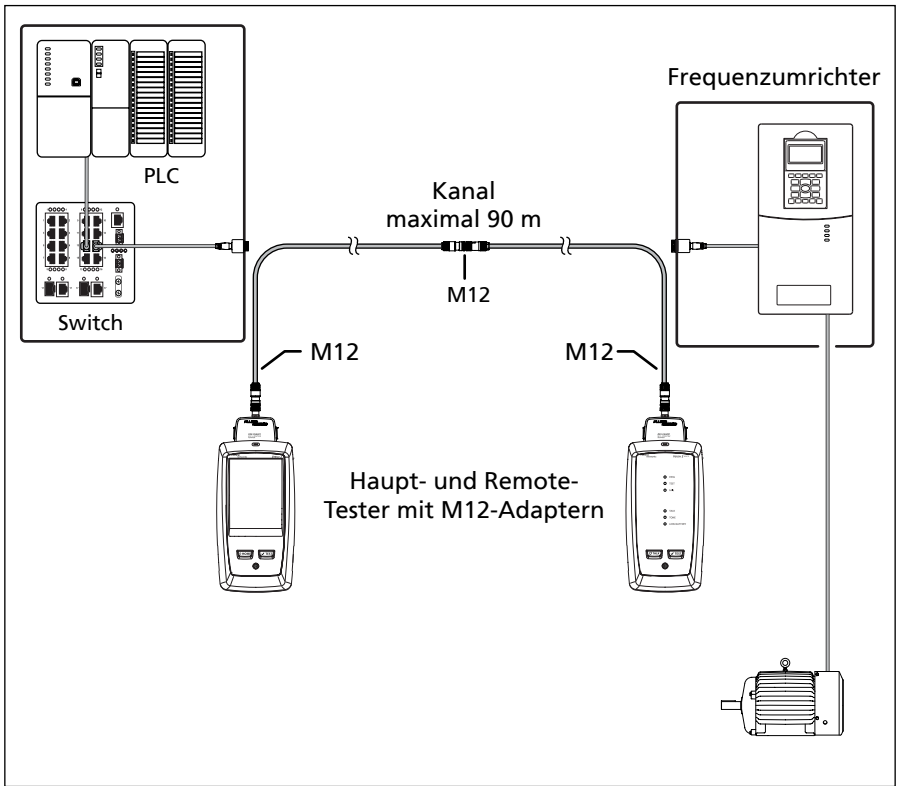 Frequenzumrichter
PLC
Kanal
maximal 90 m
M12
Switch
M12
M12
Haupt- und Remote-
Tester mit M12-Adaptern